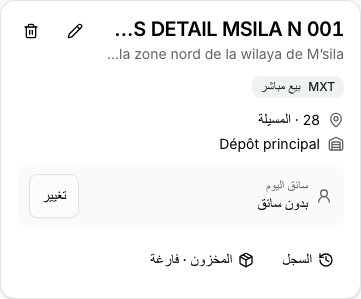 ...S DETAIL MSILA N 001
...la zone nord de la wilaya de M'sila
MXT بيع مباشر
28 · المسيلة
Dépôt principal
سائق اليوم
بدون سائق
تغيير
السجل
المخزون · فارغة